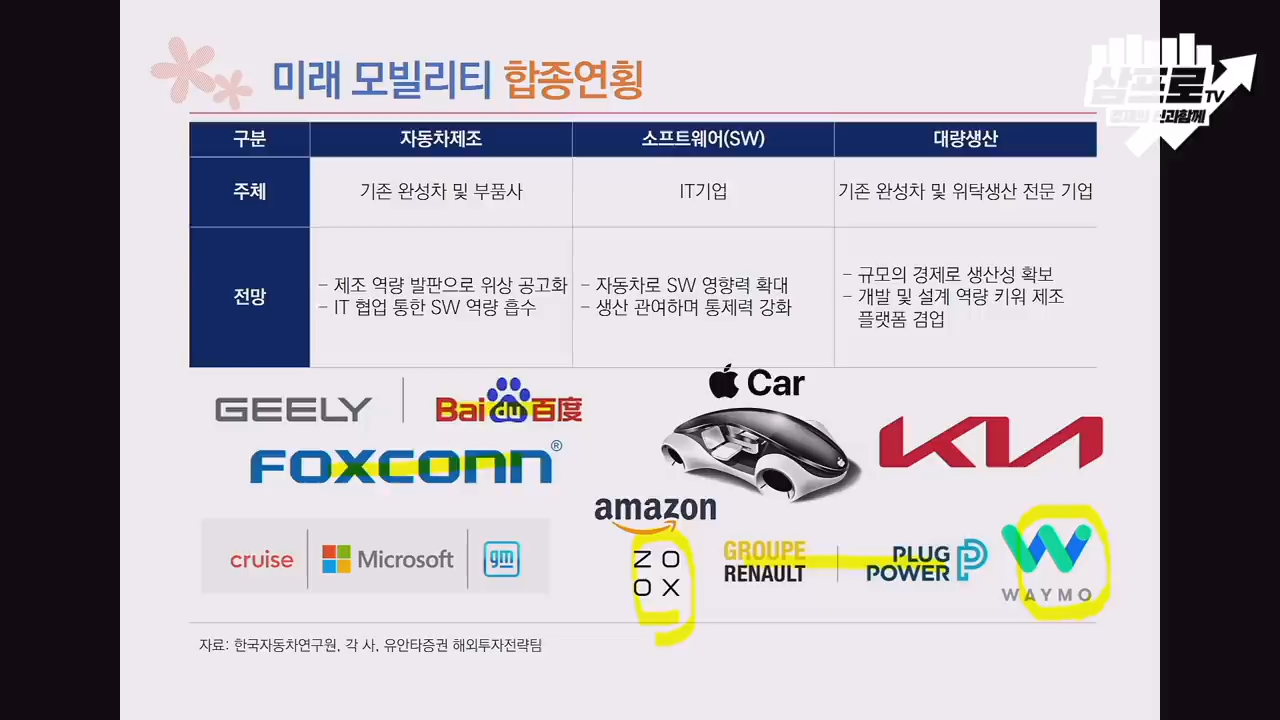 미래 모빌리티 합종연횡
삼프로TV
구분 자동차제조 소프트웨어(SW) 대량생산
주체 기존 완성차 및 부품사 IT기업 기존 완성차 및 위탁생산 전문 기업
전망
- 제조 역량 발판으로 위상 공고화
- IT 협업 통한 SW 역량 흡수
- 자동차로 SW 영향력 확대
- 생산 관여하며 통제력 강화
- 규모의 경제로 생산성 확보
- 개발 및 설계 역량 키워 제조
플랫폼 겸업
GEELY
Baidu百度
Car
KIA
FOXCONN®
amazon
cruise
Microsoft
gm
ZO
OX
GROUPE
RENAULT
PLUG
POWER
WAYMO
자료: 한국자동차연구원, 각 사, 유안타증권 해외투자전략팀